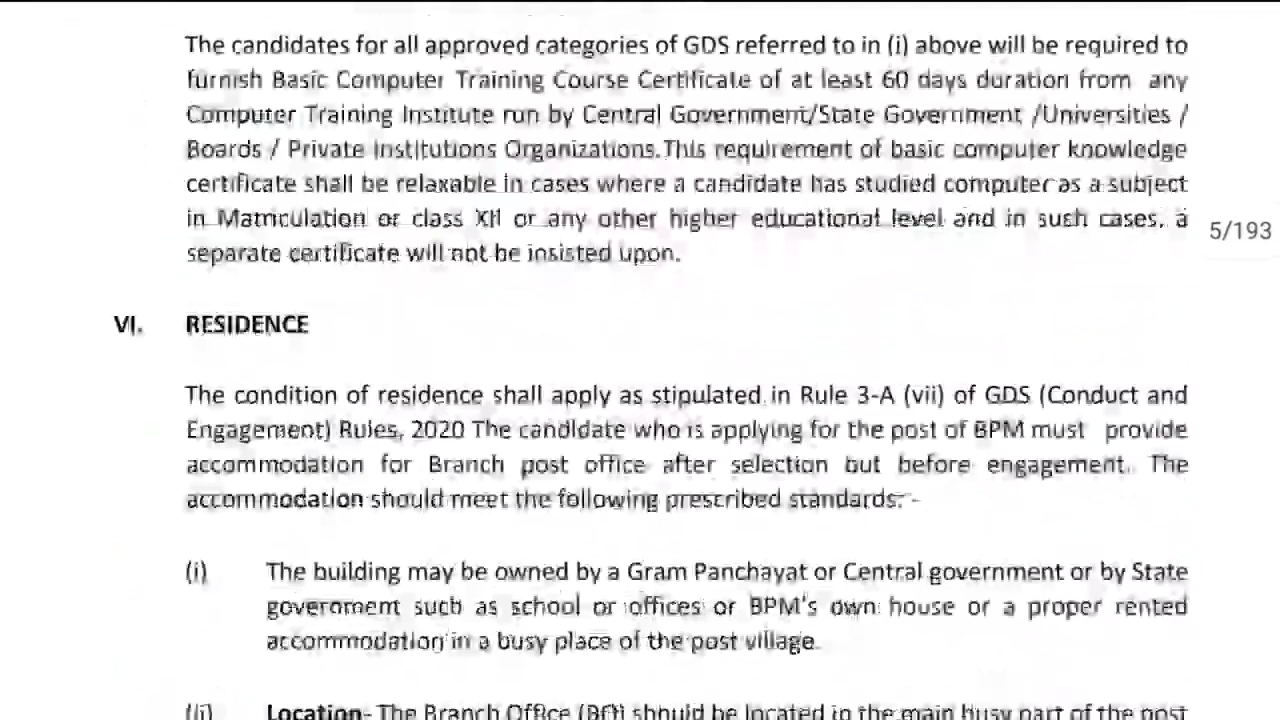 The candidates for all approved categories of GDS referred to in (i) above will be required to
furnish Basic Computer Training Course Certificate of at least 60 days duration from any
Computer Training Institute run by Central Government/State Government /Universities /
Boards / Private Institutions Organizations.This requirement of basic computer knowledge
certificate shall be relaxable in cases where a candidate has studied computer as a subject
in Matriculation or class XII or any other higher educational level and in such cases, a
separate certificate will not be insisted upon.
5/193
VI. RESIDENCE
The condition of residence shall apply as stipulated in Rule 3-A (vii) of GDS (Conduct and
Engagement) Rules, 2020 The candidate who is applying for the post of BPM must provide
accommodation for Branch post office after selection but before engagement. The
accommodation should meet the following prescribed standards: -
(i) The building may be owned by a Gram Panchayat or Central government or by State
government such as school or offices or BPM's own house or a proper rented
accommodation in a busy place of the post village.
(ii) Location- The Branch Office (BO) should be located in the main busy part of the post